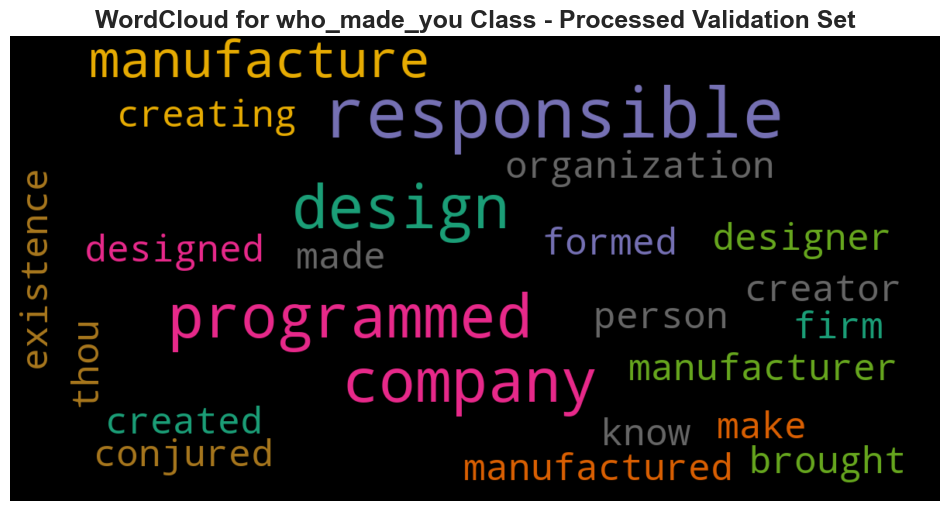 WordCloud for who_made_you Class - Processed Validation Set
manufacture
creating
responsible
organization
existence
design
designed
made
formed
designer
creator
programmed
person
firm
thou
company
manufacturer
created
know
make
conjured
manufactured
brought